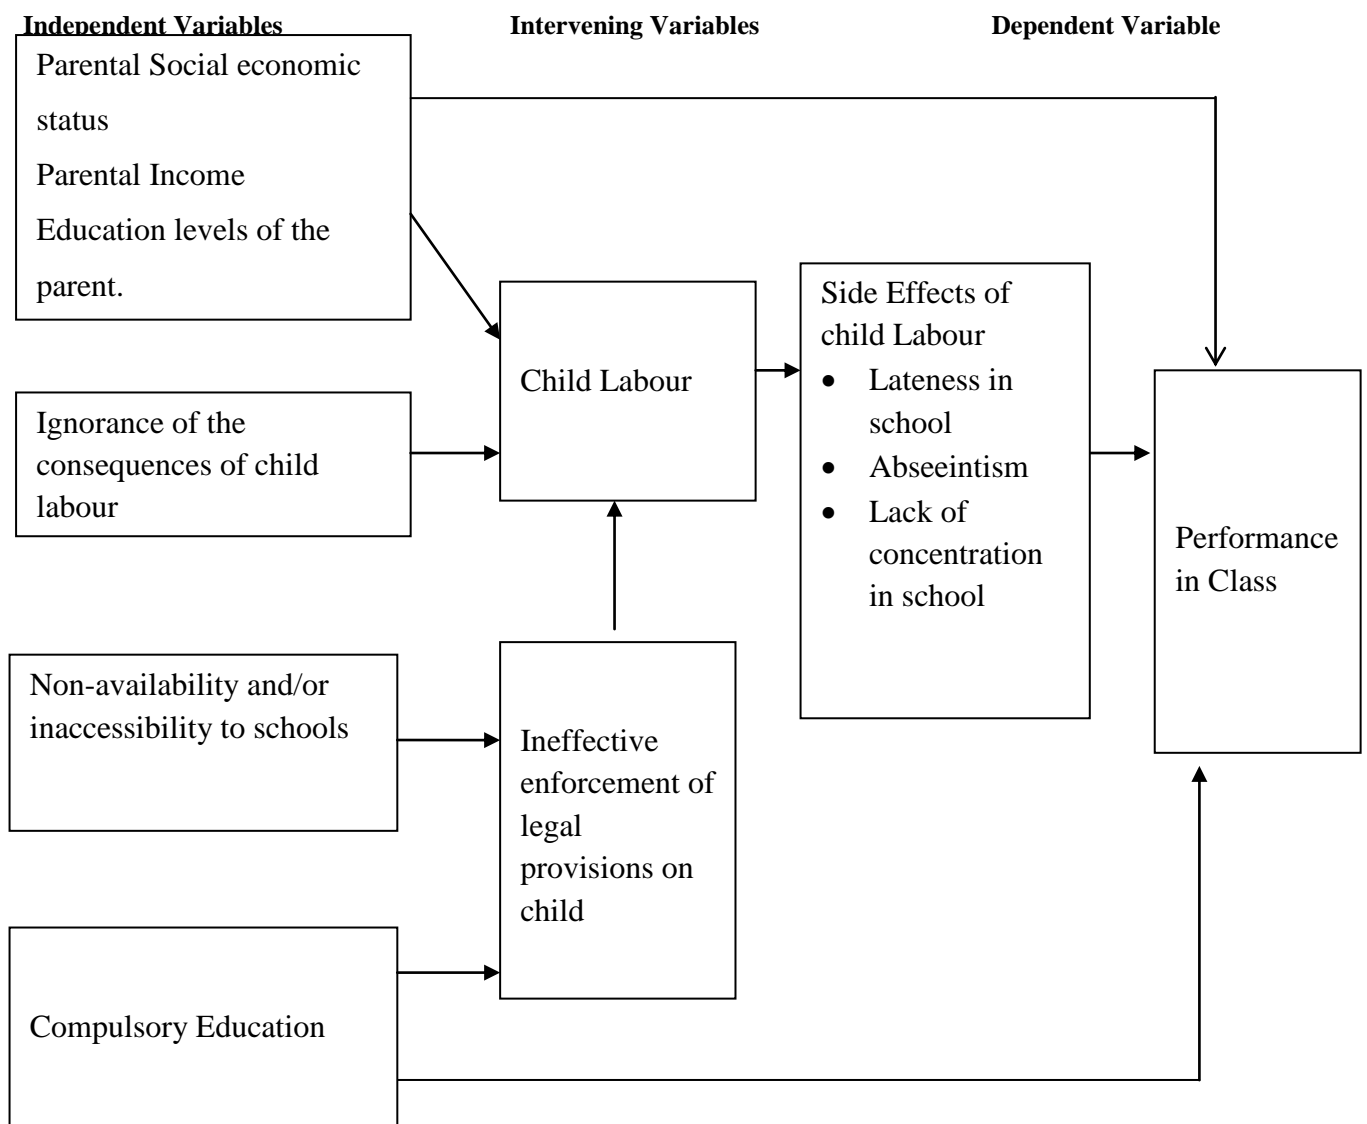 Independent Variables
Intervening Variables
Dependent Variable
Parental Social economic
status
Parental Income
Education levels of the
parent.
Ignorance of the
consequences of child
labour
Non-availability and/or
inaccessibility to schools
Compulsory Education
Child Labour
Ineffective
enforcement of
legal
provisions on
child
Side Effects of
child Labour
• Lateness in
school
• Abseeintism
• Lack of
concentration
in school
Performance
in Class